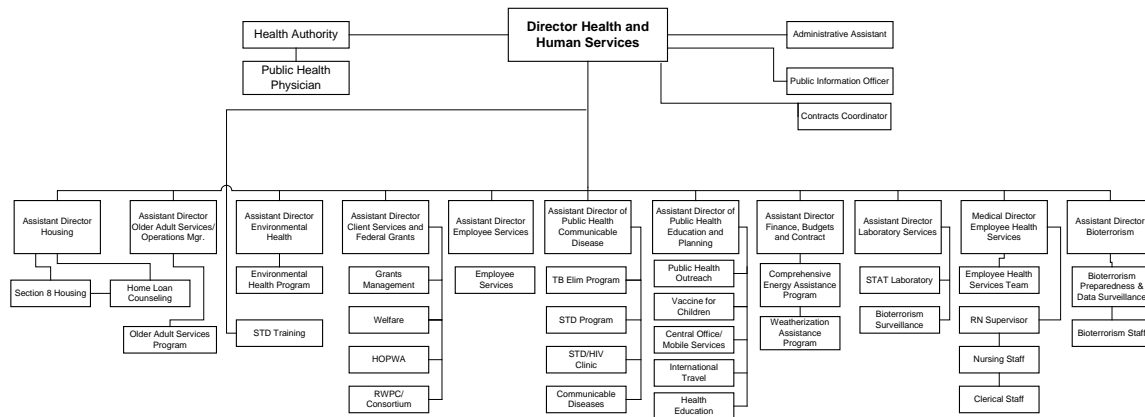 Director Health and
Human Services
Health Authority
Public Health
Physician
Administrative Assistant
Public Information Officer
Contracts Coordinator
Assistant Director
Housing
Assistant Director
Older Adult Services/
Operations Mgr.
Assistant Director
Environmental
Health
Assistant Director
Client Services and
Federal Grants
Assistant Director
Employee Services
Assistant Director of
Public Health
Communicable
Disease
Assistant Director of
Public Health
Education and
Planning
Assistant Director
Finance, Budgets
and Contract
Assistant Director
Laboratory Services
Medical Director
Employee Health
Services
Assistant Director
Bioterrorism
Section 8 Housing
Home Loan
Counseling
Older Adult Services
Program
Environmental
Health Program
STD Training
Grants
Management
Welfare
HOPWA
RWPC/
Consortium
Employee
Services
TB Elim Program
STD Program
STD/HIV
Clinic
Communicable
Diseases
Public Health
Outreach
Vaccine for
Children
Central Office/
Mobile Services
International
Travel
Health
Education
Comprehensive
Energy Assistance
Program
Weatherization
Assistance
Program
STAT Laboratory
Bioterrorism
Surveillance
Employee Health
Services Team
RN Supervisor
Nursing Staff
Clerical Staff
Bioterrorism
Preparedness &
Data Surveillance
Bioterrorism Staff